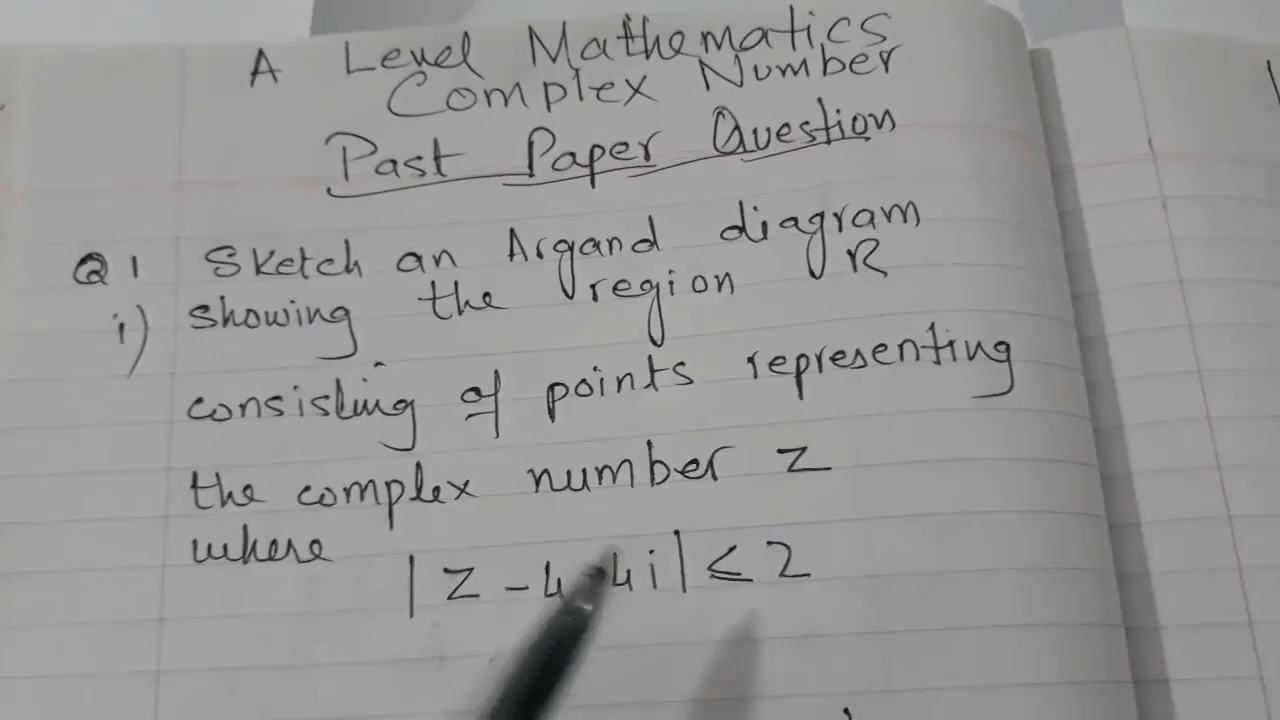 A Level Mathematics
Complex Number
Past Paper Question
Q1 Sketch an Argand diagram
i) showing the region R
consisting of points representing
the complex number z
where
|z - 4 4i| ≤ 2